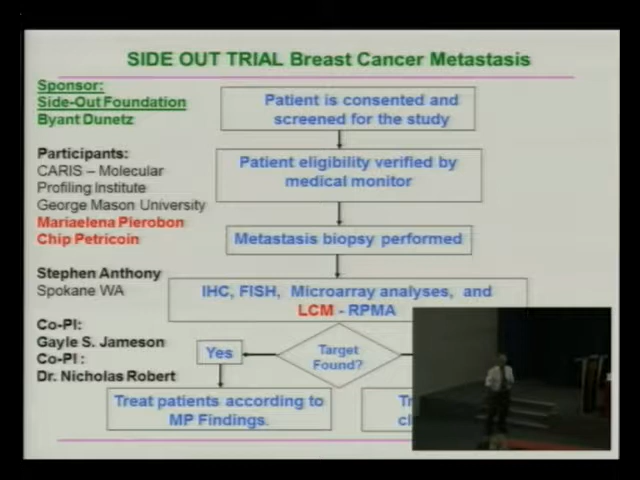 SIDE OUT TRIAL Breast Cancer Metastasis
Sponsor:
Side-Out Foundation
Byant Dunetz
Participants:
CARIS – Molecular
Profiling Institute
George Mason University
Mariaelena Pierobon
Chip Petricoin
Stephen Anthony
Spokane WA
Co-PI:
Gayle S. Jameson
Co-PI :
Dr. Nicholas Robert
Patient is consented and
screened for the study
Patient eligibility verified by
medical monitor
Metastasis biopsy performed
IHC, FISH, Microarray analyses, and
LCM - RPMA
Target
Found?
Yes
Treat patients according to
MP Findings.